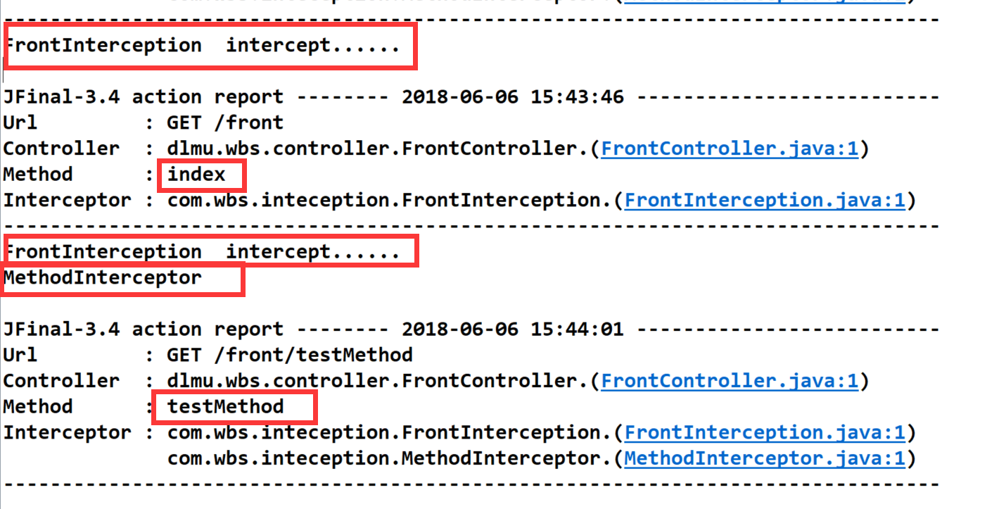 --------------------------------------------------------------------------------
FrontInterception  intercept......
JFinal-3.4 action report -------- 2018-06-06 15:43:46 --------------------------
Url         : GET /front
Controller  : dlmu.wbs.controller.FrontController.(FrontController.java:1)
Method      : index
Interceptor : com.wbs.inteception.FrontInterception.(FrontInterception.java:1)
--------------------------------------------------------------------------------
FrontInterception  intercept......
MethodInterceptor
JFinal-3.4 action report -------- 2018-06-06 15:44:01 --------------------------
Url         : GET /front/testMethod
Controller  : dlmu.wbs.controller.FrontController.(FrontController.java:1)
Method      : testMethod
Interceptor : com.wbs.inteception.FrontInterception.(FrontInterception.java:1)
              com.wbs.inteception.MethodInterceptor.(MethodInterceptor.java:1)
--------------------------------------------------------------------------------